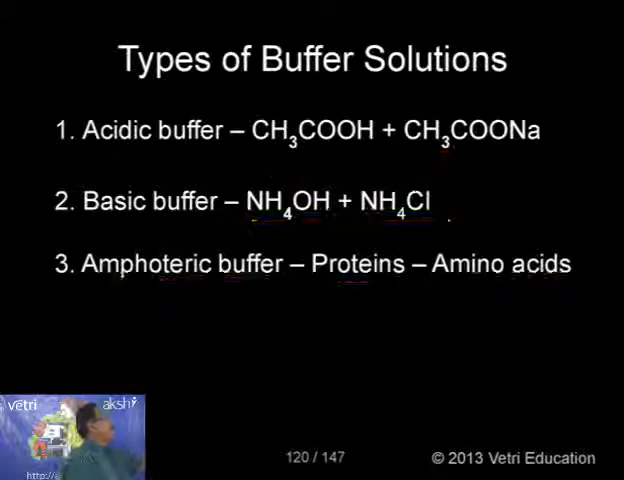 Types of Buffer Solutions
1. Acidic buffer – CH₃COOH + CH₃COONa
2. Basic buffer – NH₄OH + NH₄Cl
3. Amphoteric buffer – Proteins – Amino acids
vetri
akshi
http://
120 / 147
© 2013 Vetri Education